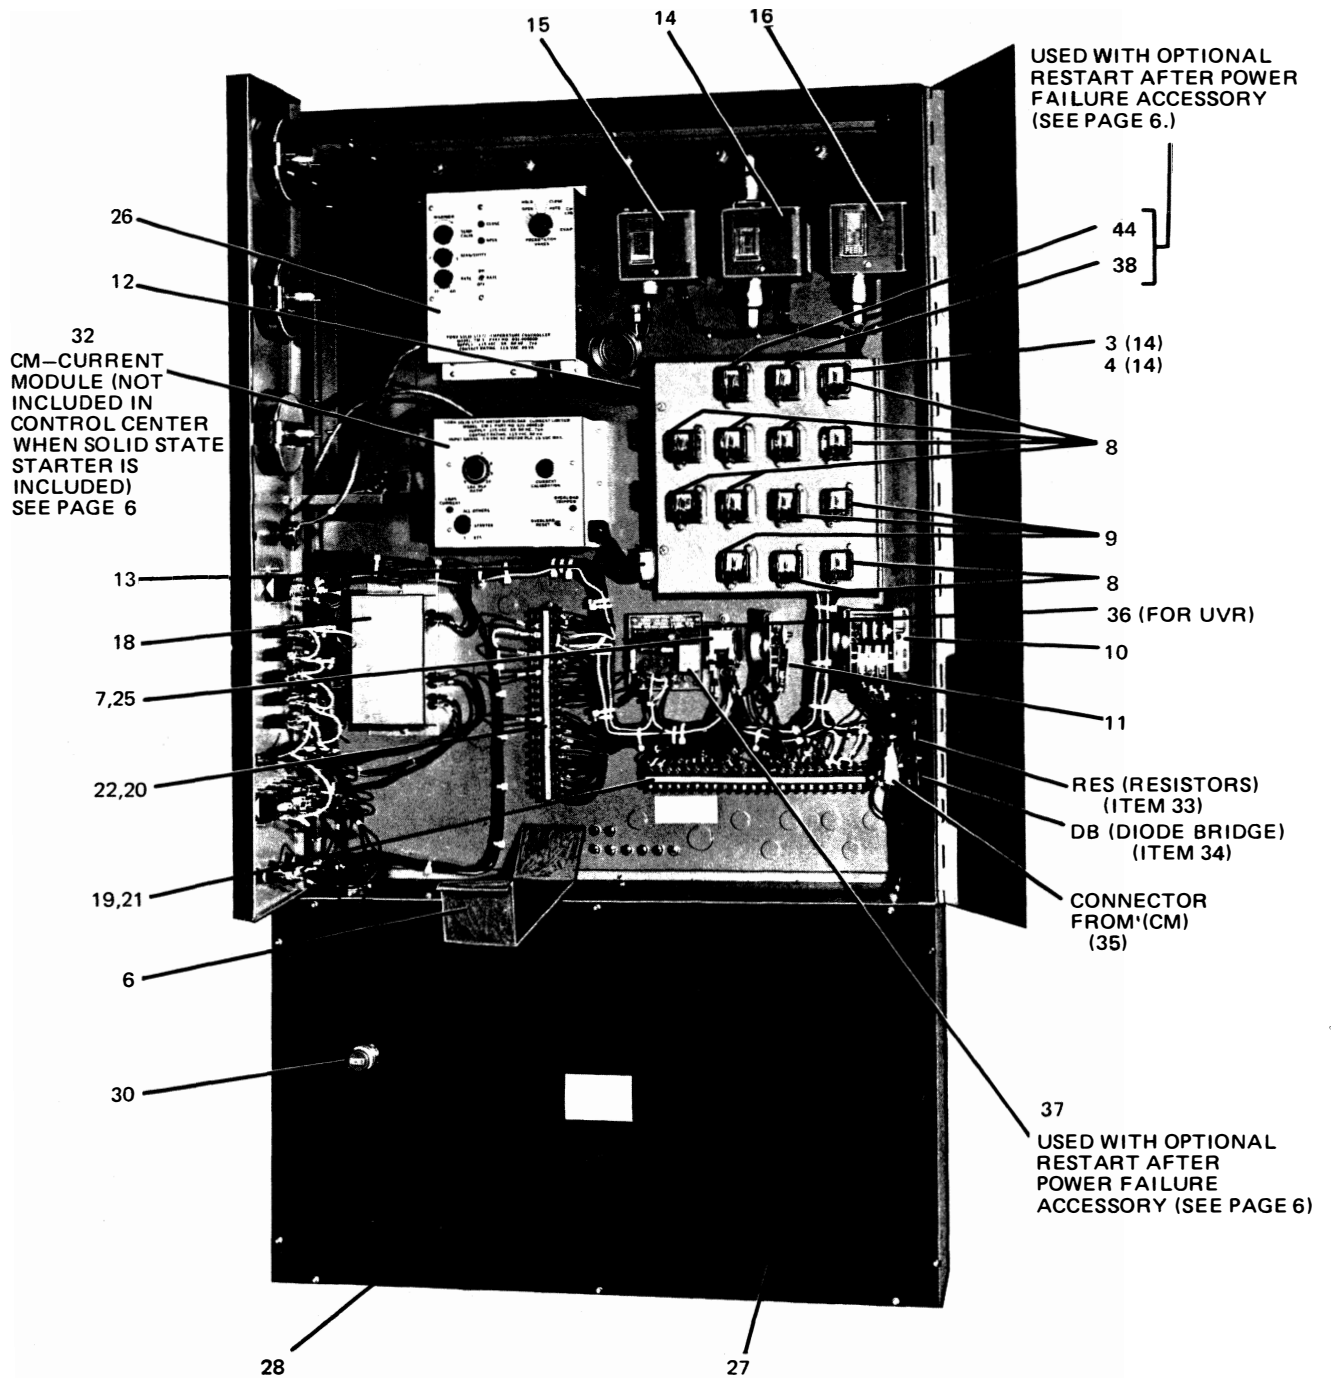 15
14
16
USED WITH OPTIONAL
RESTART AFTER POWER
FAILURE ACCESSORY
(SEE PAGE 6.)
26
44
12
38
32
CM—CURRENT
MODULE (NOT
INCLUDED IN
CONTROL CENTER
WHEN SOLID STATE
STARTER IS
INCLUDED)
SEE PAGE 6
3 (14)
4 (14)
8
9
13
8
18
36 (FOR UVR)
10
7,25
11
22,20
RES (RESISTORS)
(ITEM 33)
DB (DIODE BRIDGE)
(ITEM 34)
19,21
CONNECTOR
FROM'(CM)
(35)
6
30
37
USED WITH OPTIONAL
RESTART AFTER
POWER FAILURE
ACCESSORY (SEE PAGE 6)
28
27